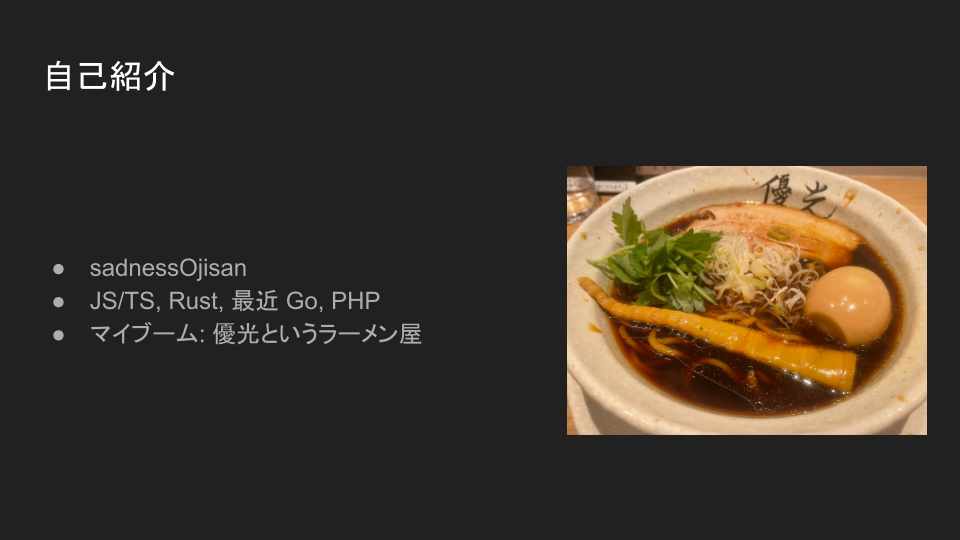 自己紹介
sadnessOjisan
JS/TS, Rust, 最近 Go, PHP
マイブーム: 優光というラーメン屋
優光